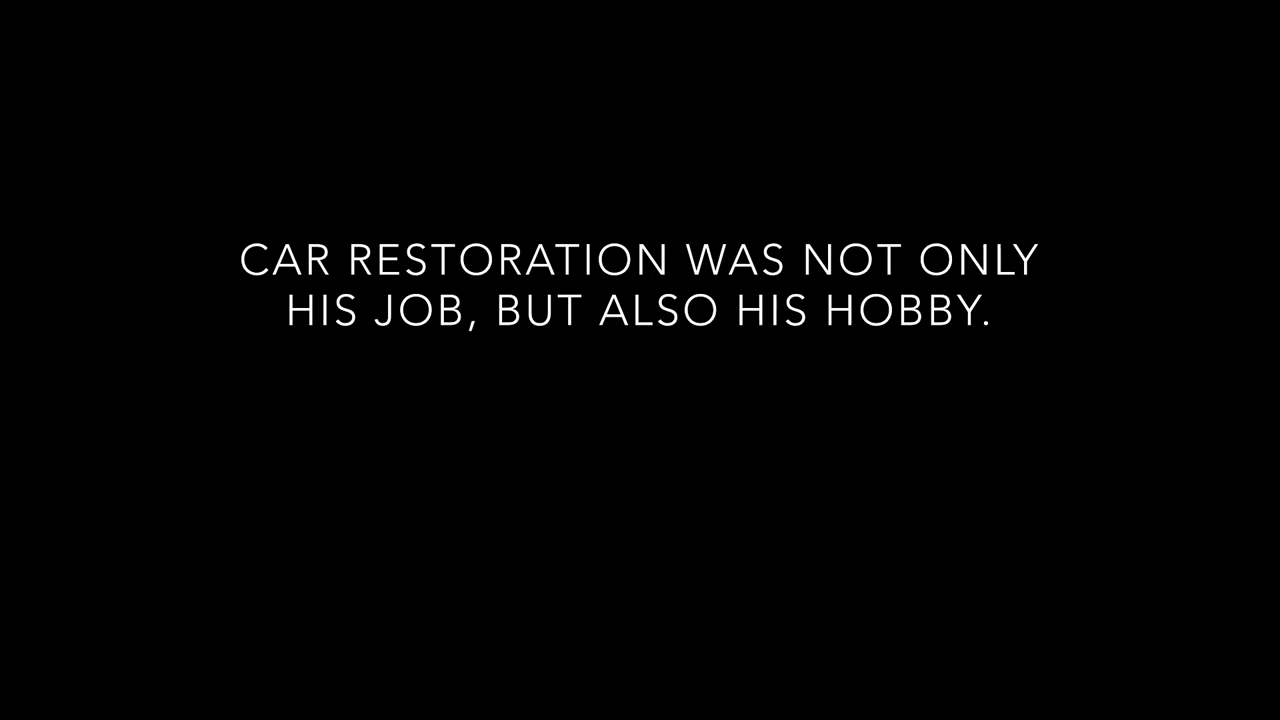 CAR RESTORATION WAS NOT ONLY
HIS JOB, BUT ALSO HIS HOBBY.